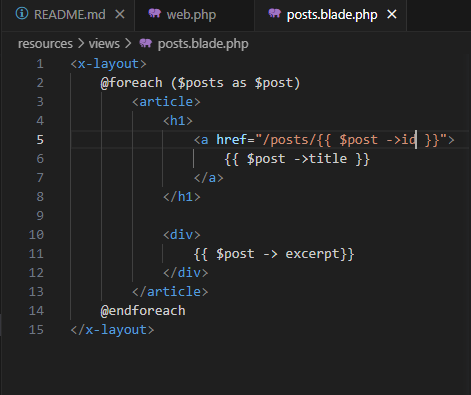 README.md web.php posts.blade.php
resources > views > posts.blade.php
1 <x-layout>
2 @foreach ($posts as $post)
3 <article>
4 <h1>
5 <a href="/posts/{{ $post ->id }}">
6 {{ $post ->title }}
7 </a>
8 </h1>
9
10 <div>
11 {{ $post -> excerpt}}
12 </div>
13 </article>
14 @endforeach
15 </x-layout>